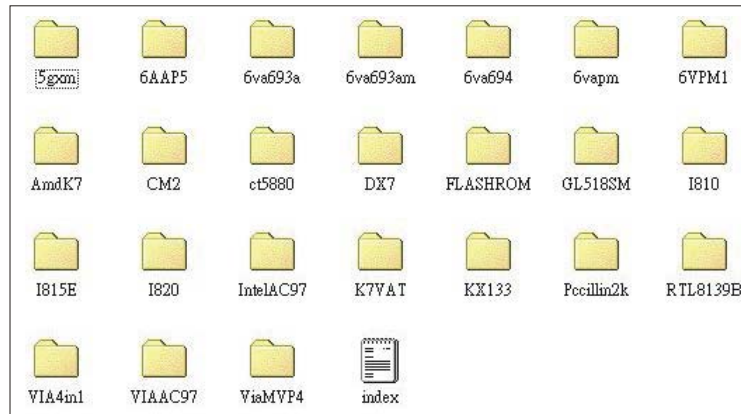 5gxm 6AAP5 6va693a 6va693am 6va694 6vapm 6VPM1
AmdK7 CM2 ct5880 DX7 FLASHROM GL518SM I810
I815E I820 IntelAC97 K7VAT KX133 Pccillin2k RTL8139B
VIA4in1 VIAAC97 ViaMVP4 index